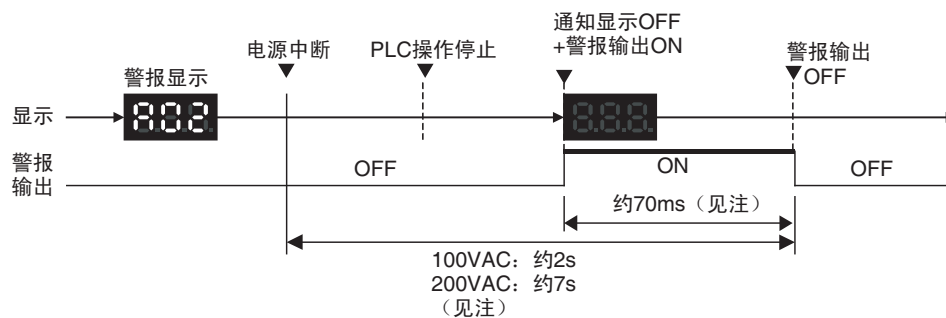 通知显示OFF
+警报输出ON
电源中断
PLC操作停止
警报输出
OFF
警报显示
显示
A02
8.8.8.
警报
输出
OFF
ON
OFF
约70ms（见注）
100VAC：约2s
200VAC：约7s
（见注）